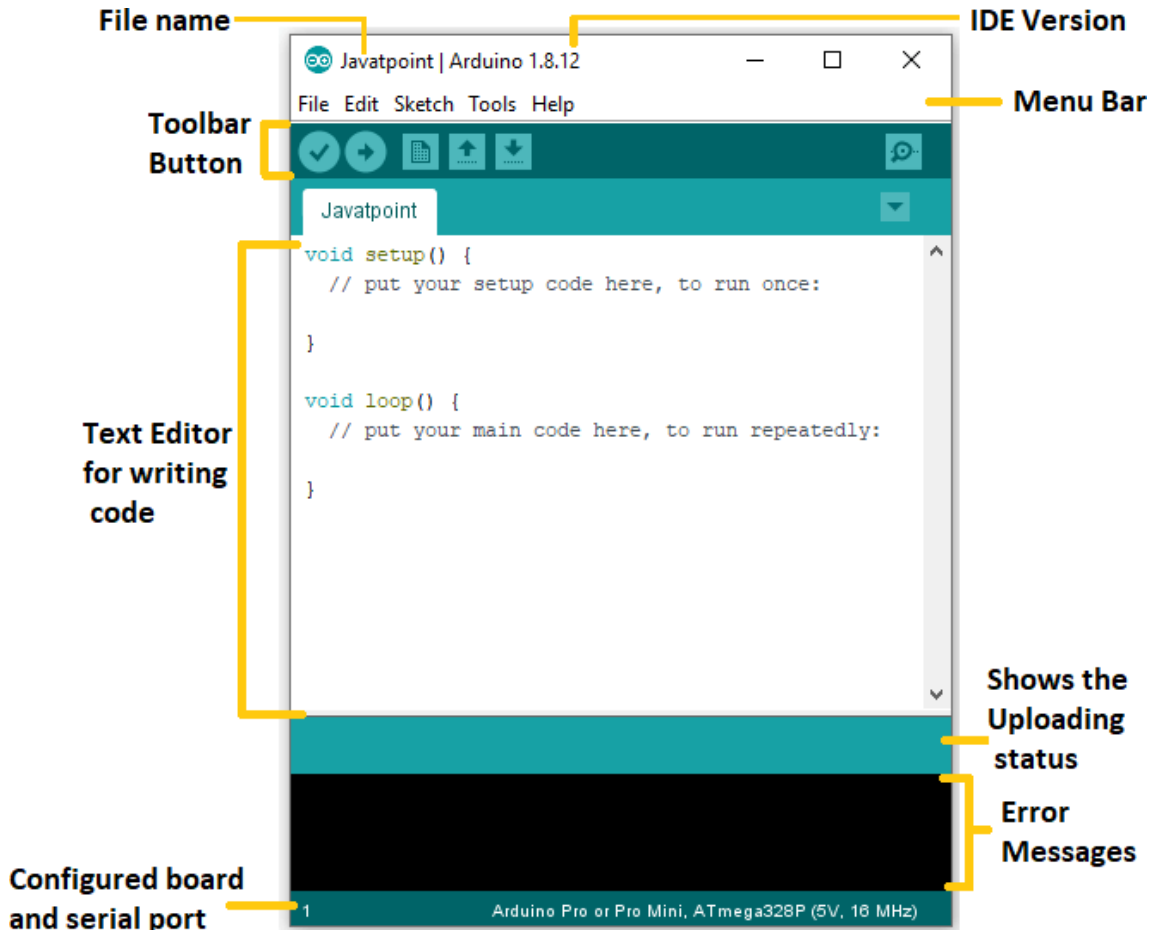 File name
IDE Version
Javatpoint | Arduino 1.8.12
File Edit Sketch Tools Help
Menu Bar
Toolbar
Button
Javatpoint
void setup() {
// put your setup code here, to run once:
}
void loop() {
// put your main code here, to run repeatedly:
}
Text Editor
for writing
code
Shows the
Uploading
status
Error
Messages
Configured board
and serial port
1
Arduino Pro or Pro Mini, ATmega328P (5V, 16 MHz)